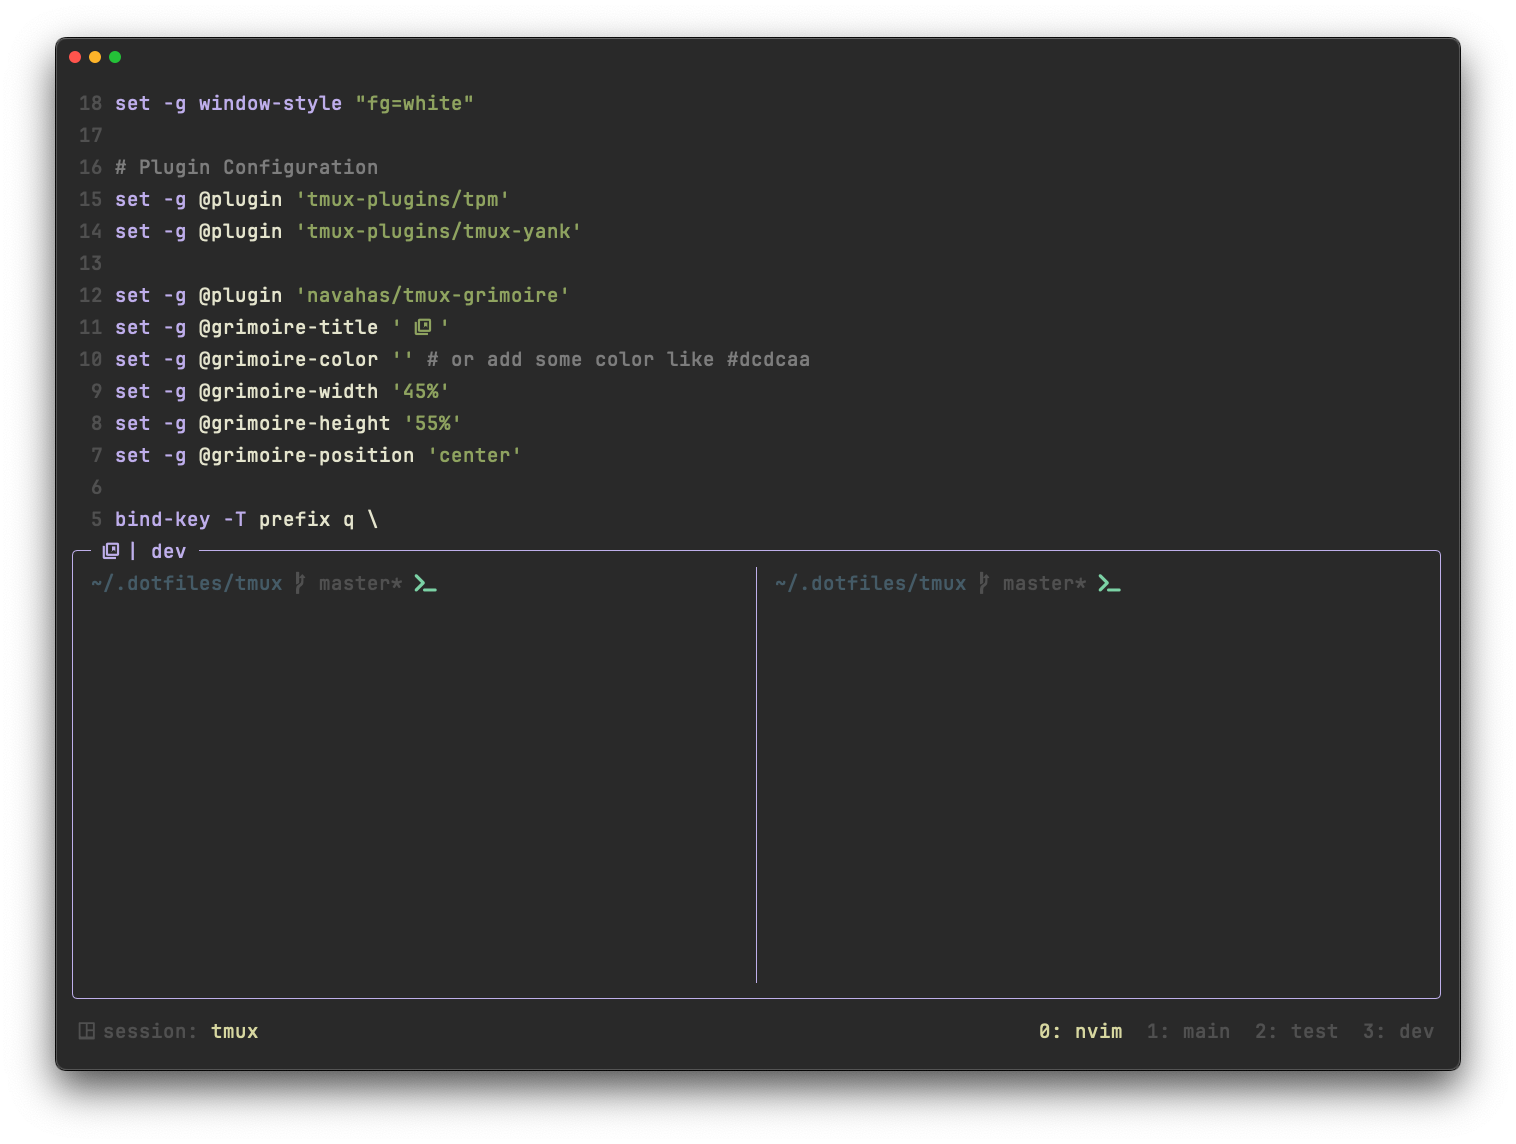 18 set -g window-style "fg=white"
17
16 # Plugin Configuration
15 set -g @plugin 'tmux-plugins/tpm'
14 set -g @plugin 'tmux-plugins/tmux-yank'
13
12 set -g @plugin 'navahas/tmux-grimoire'
11 set -g @grimoire-title '  '
10 set -g @grimoire-color '' # or add some color like #dcdcaa
9 set -g @grimoire-width '45%'
8 set -g @grimoire-height '55%'
7 set -g @grimoire-position 'center'
6
5 bind-key -T prefix q \
| dev
~/.dotfiles/tmux master* >_
~/.dotfiles/tmux master* >_
session: tmux
0: nvim 1: main 2: test 3: dev